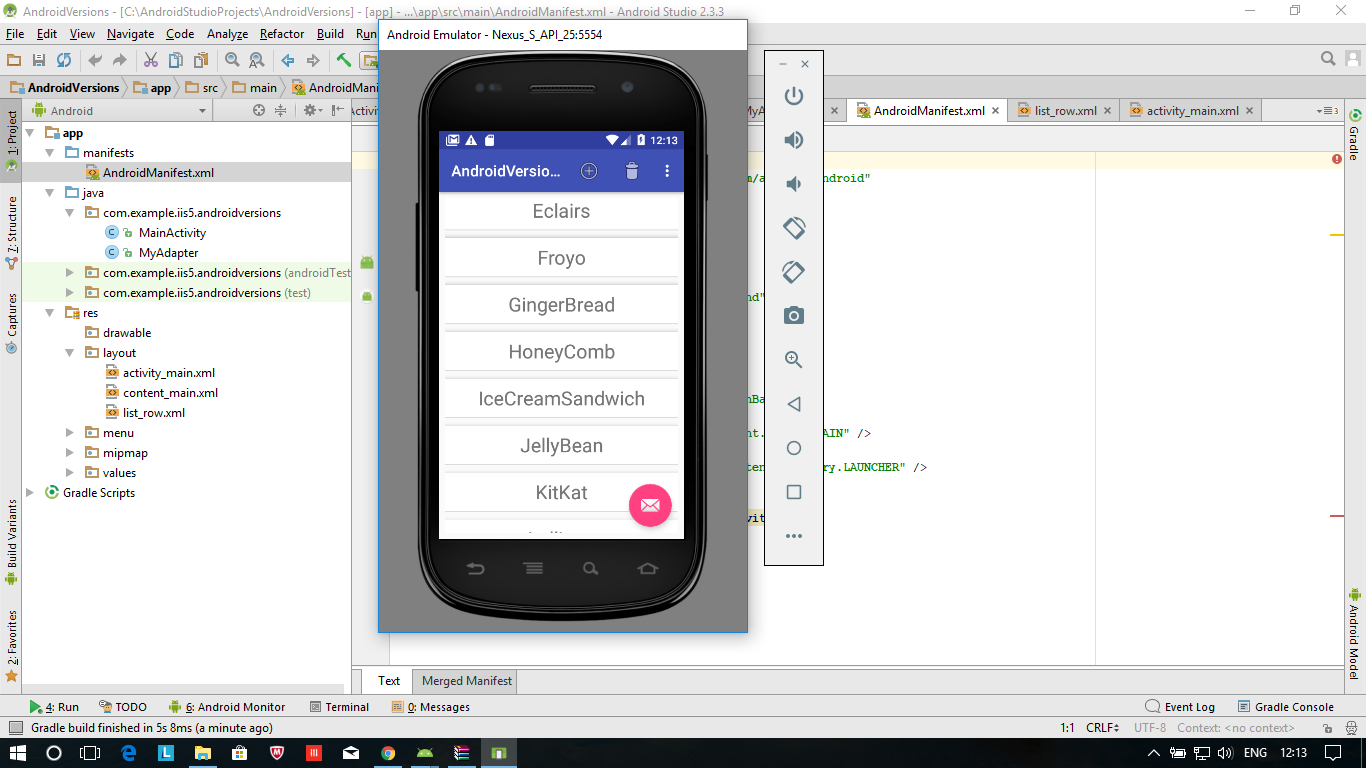 AndroidVersions - [C:\AndroidStudioProjects\AndroidVersions] - [app] - ...\app\src\main\AndroidManifest.xml - Android Studio 2.3.3
File Edit View Navigate Code Analyze Refactor Build Run
Android Emulator - Nexus_S_API_25:5554
AndroidVersions app src main AndroidMani
Android
Activi
AndroidManifest.xml list_row.xml activity_main.xml
1: Project
7: Structure
Captures
Build Variants
2: Favorites
app
manifests
AndroidManifest.xml
java
com.example.iis5.androidversions
MainActivity
MyAdapter
com.example.iis5.androidversions (androidTest
com.example.iis5.androidversions (test)
res
drawable
layout
activity_main.xml
content_main.xml
list_row.xml
menu
mipmap
values
Gradle Scripts
12:13
AndroidVersio...
Eclairs
Froyo
GingerBread
HoneyComb
IceCreamSandwich
JellyBean
KitKat
m/a ndroid"
nd"
nt. AIN" />
ten ry.LAUNCHER" />
vit
Gradle
Android Model
Text Merged Manifest
4: Run TODO 6: Android Monitor Terminal 0: Messages Event Log Gradle Console
Gradle build finished in 5s 8ms (a minute ago) 1:1 CRLF UTF-8 Context: <no context>
ENG 12:13